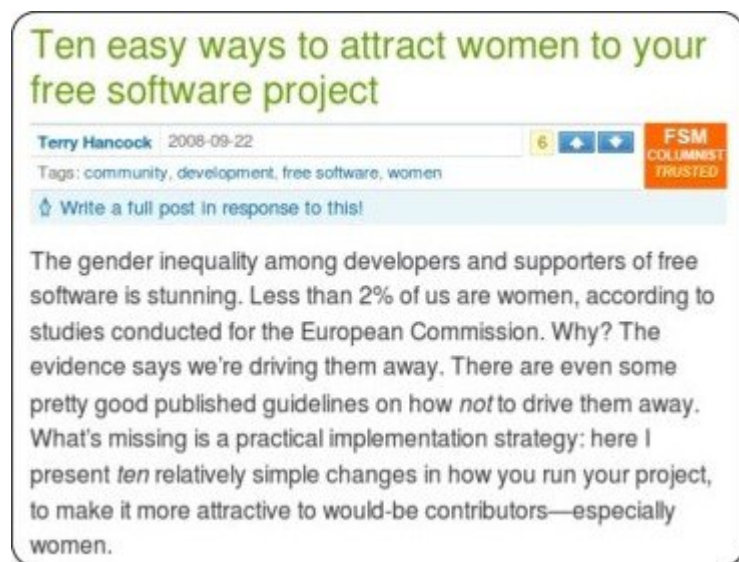 Ten easy ways to attract women to your
free software project
Terry Hancock 2008-09-22
6
FSM
COLUMNIST
TRUSTED
Tags: community, development, free software, women
Write a full post in response to this!
The gender inequality among developers and supporters of free
software is stunning. Less than 2% of us are women, according to
studies conducted for the European Commission. Why? The
evidence says we're driving them away. There are even some
pretty good published guidelines on how not to drive them away.
What's missing is a practical implementation strategy: here I
present ten relatively simple changes in how you run your project,
to make it more attractive to would-be contributors—especially
women.